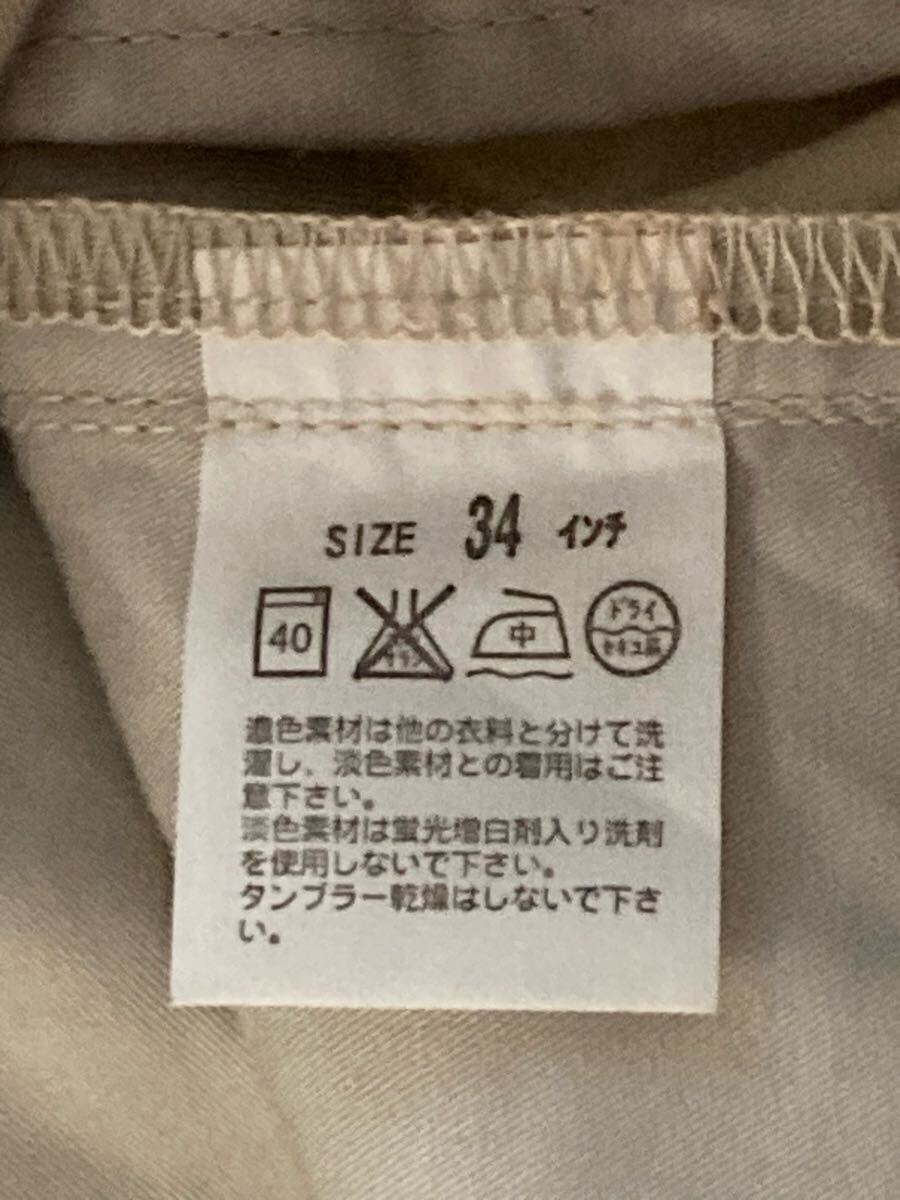 SIZE 34 インチ
40 中 ドライ
セキユ系
濃色素材は他の衣料と分けて洗
濯し、淡色素材との着用はご注
意下さい。
淡色素材は蛍光増白剤入り洗剤
を使用しないで下さい。
タンブラー乾燥はしないで下さ
い。